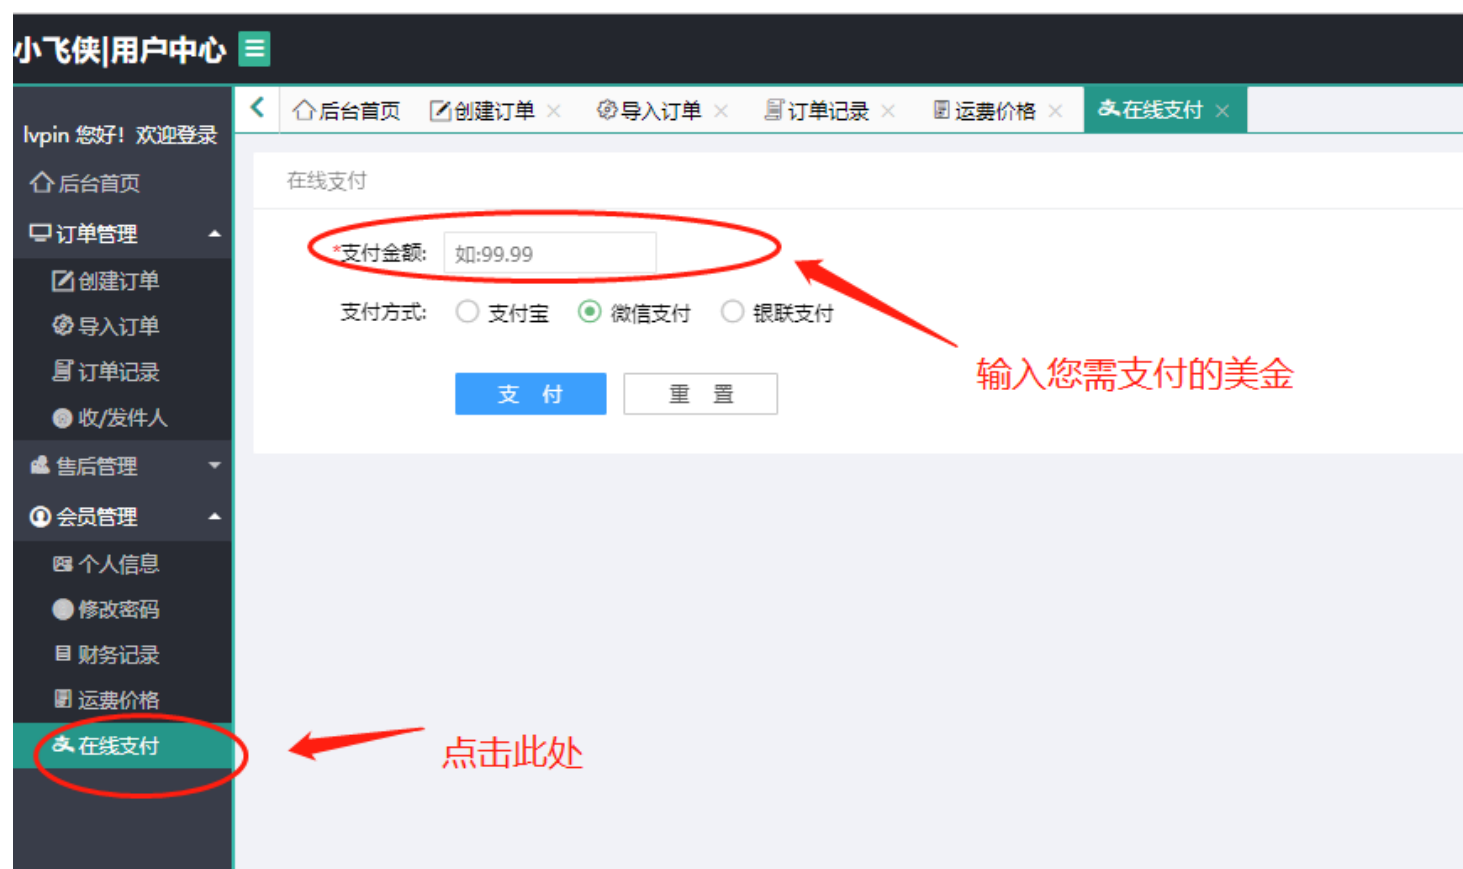 小飞侠|用户中心
后台首页 创建订单 导入订单 订单记录 运费价格 在线支付
lvpin 您好！欢迎登录
后台首页
订单管理
创建订单
导入订单
订单记录
收/发件人
售后管理
会员管理
个人信息
修改密码
财务记录
运费价格
在线支付
在线支付
*支付金额: 如:99.99
支付方式: 支付宝 微信支付 银联支付
支 付 重 置
输入您需支付的美金
点击此处